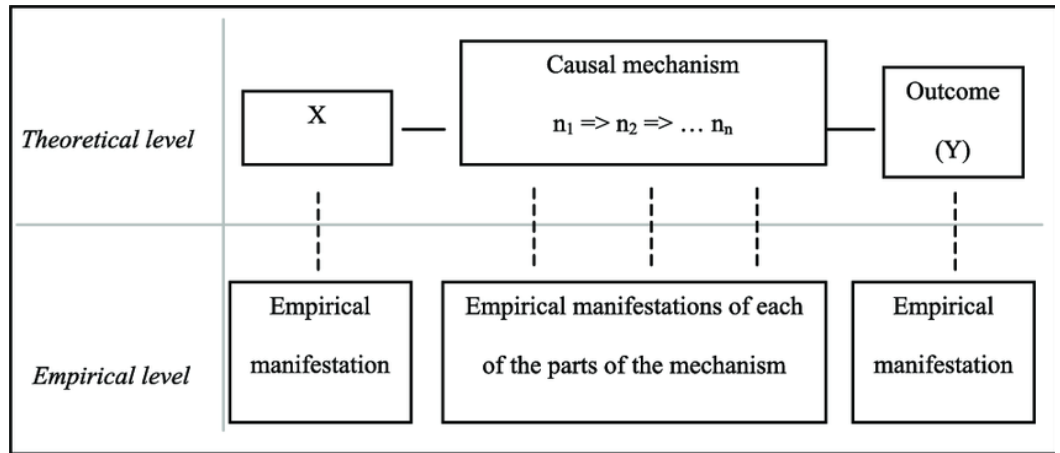 Theoretical level
X
Causal mechanism
n₁ => n₂ => … nₙ
Outcome
(Y)
Empirical level
Empirical
manifestation
Empirical manifestations of each
of the parts of the mechanism
Empirical
manifestation